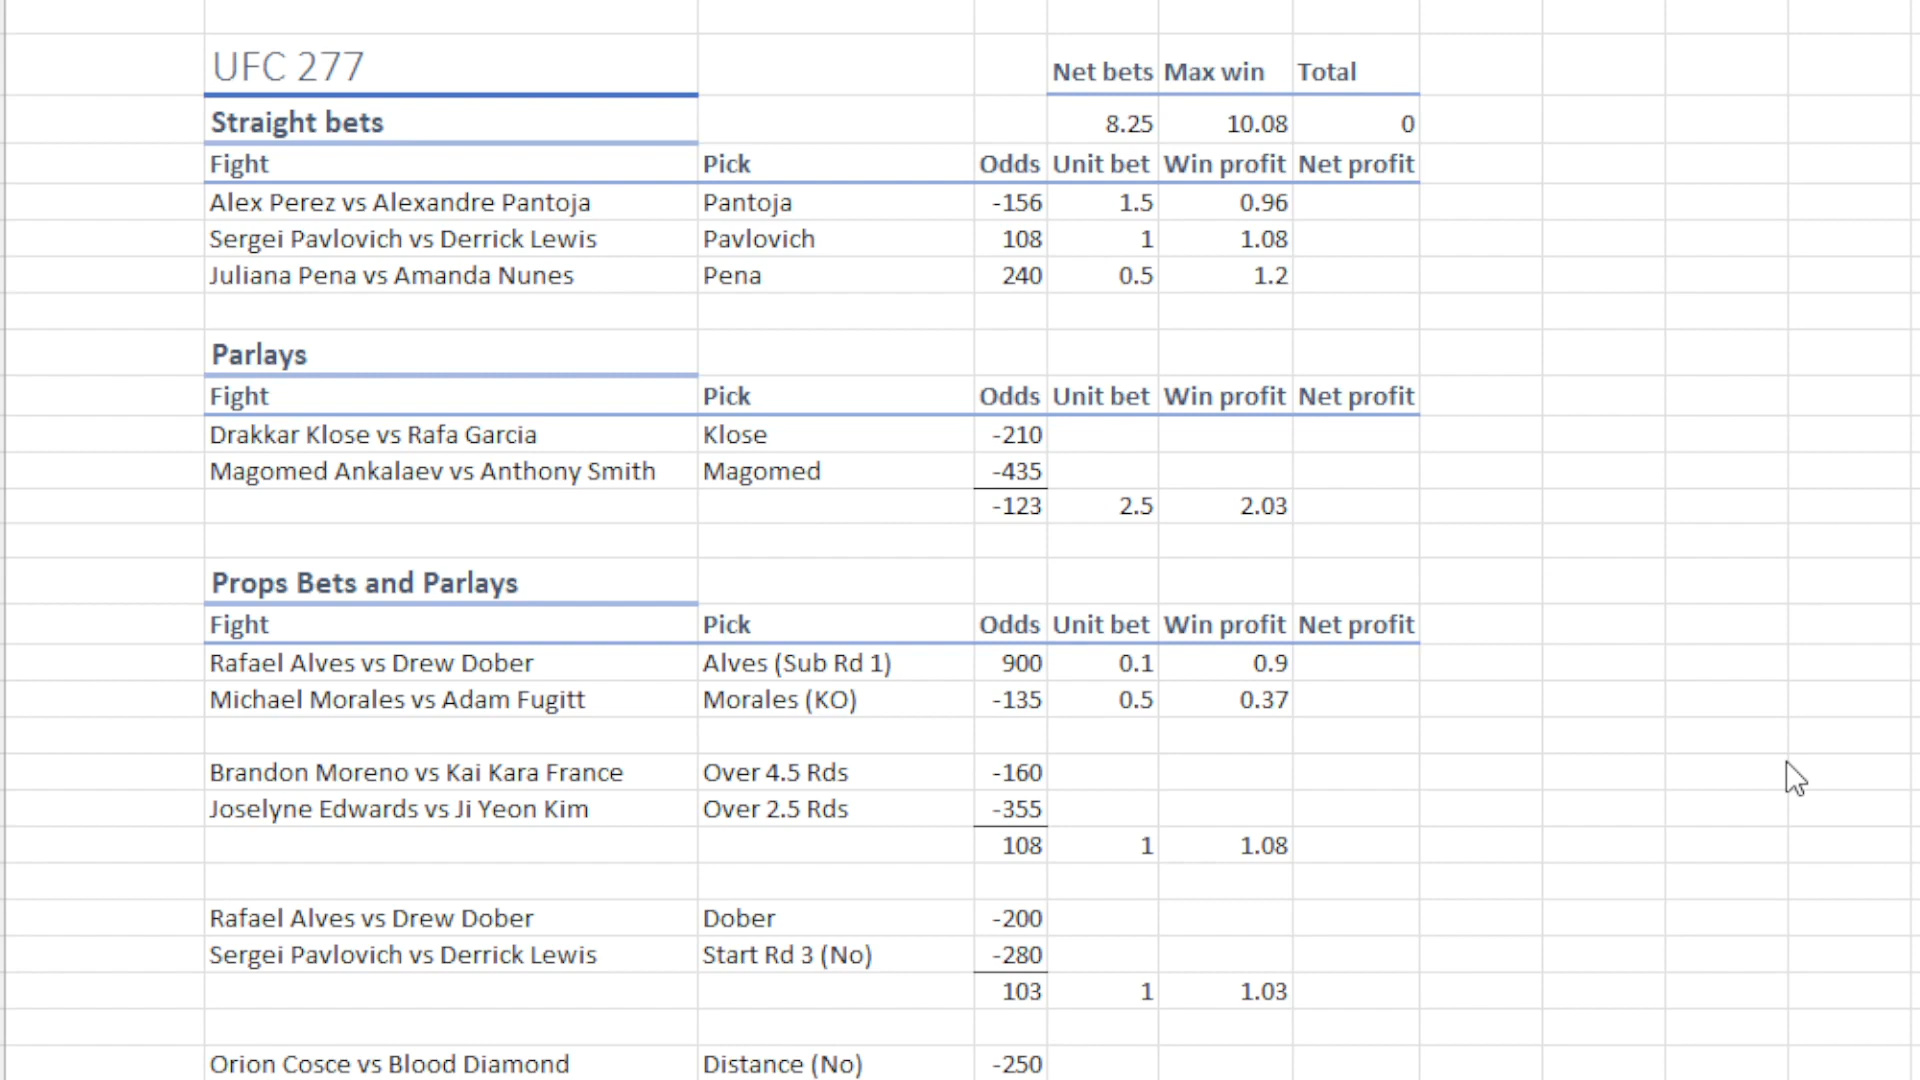 UFC 277 Net bets Max win Total
Straight bets 8.25 10.08 0
Fight Pick Odds Unit bet Win profit Net profit
Alex Perez vs Alexandre Pantoja Pantoja -156 1.5 0.96
Sergei Pavlovich vs Derrick Lewis Pavlovich 108 1 1.08
Juliana Pena vs Amanda Nunes Pena 240 0.5 1.2
Parlays
Fight Pick Odds Unit bet Win profit Net profit
Drakkar Klose vs Rafa Garcia Klose -210
Magomed Ankalaev vs Anthony Smith Magomed -435
-123 2.5 2.03
Props Bets and Parlays
Fight Pick Odds Unit bet Win profit Net profit
Rafael Alves vs Drew Dober Alves (Sub Rd 1) 900 0.1 0.9
Michael Morales vs Adam Fugitt Morales (KO) -135 0.5 0.37
Brandon Moreno vs Kai Kara France Over 4.5 Rds -160
Joselyne Edwards vs Ji Yeon Kim Over 2.5 Rds -355
108 1 1.08
Rafael Alves vs Drew Dober Dober -200
Sergei Pavlovich vs Derrick Lewis Start Rd 3 (No) -280
103 1 1.03
Orion Cosce vs Blood Diamond Distance (No) -250